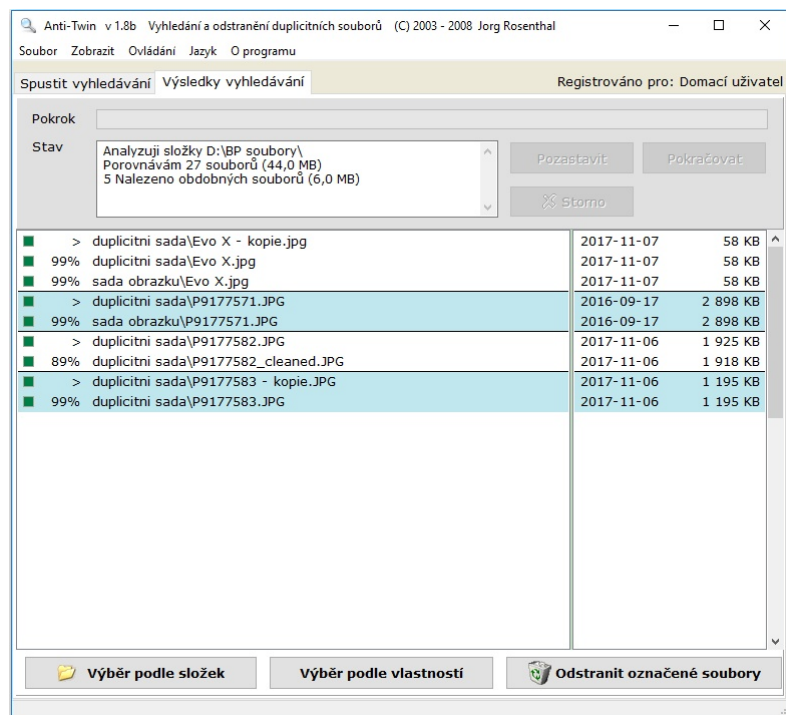 Anti-Twin v 1.8b Vyhledání a odstranění duplicitních souborů (C) 2003 - 2008 Jorg Rosenthal
Soubor Zobrazit Ovládání Jazyk O programu
Spustit vyhledávání Výsledky vyhledávání Registrováno pro: Domací uživatel
Pokrok
Stav
Analyzuji složky D:\BP soubory\
Porovnávám 27 souborů (44,0 MB)
5 Nalezeno obdobných souborů (6,0 MB)
Pozastavit Pokračovat
Storno
> duplicitni sada\Evo X - kopie.jpg 2017-11-07 58 KB
99% duplicitni sada\Evo X.jpg 2017-11-07 58 KB
99% sada obrazku\Evo X.jpg 2017-11-07 58 KB
> duplicitni sada\P9177571.JPG 2016-09-17 2 898 KB
99% sada obrazku\P9177571.JPG 2016-09-17 2 898 KB
> duplicitni sada\P9177582.JPG 2017-11-06 1 925 KB
89% duplicitni sada\P9177582_cleaned.JPG 2017-11-06 1 918 KB
> duplicitni sada\P9177583 - kopie.JPG 2017-11-06 1 195 KB
99% duplicitni sada\P9177583.JPG 2017-11-06 1 195 KB
Výběr podle složek Výběr podle vlastností Odstranit označené soubory